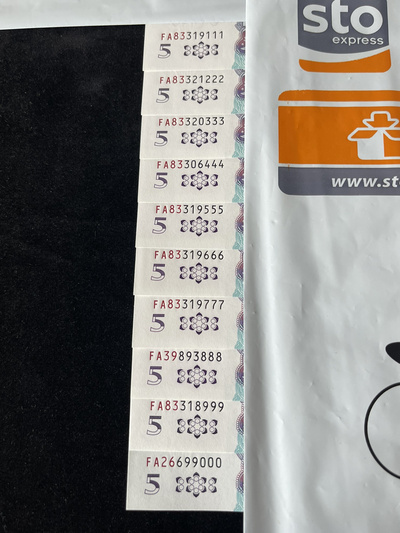 sto
express
www.st
FA83319111
5
FA83321222
5
FA83320333
5
FA83306444
5
FA83319555
5
FA83319666
5
FA83319777
5
FA39893888
5
FA83318999
5
FA26699000
5